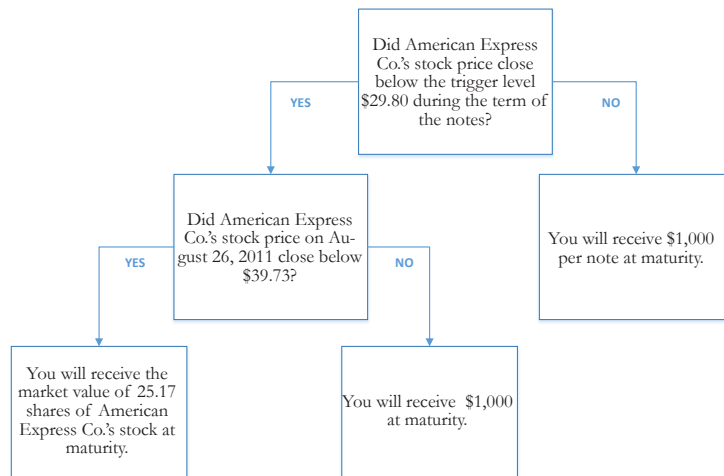 Did American Express
Co.'s stock price close
below the trigger level
$29.80 during the term of
the notes?
YES
NO
Did American Express
Co.'s stock price on Au-
gust 26, 2011 close below
$39.73?
You will receive $1,000
per note at maturity.
YES
NO
You will receive the
market value of 25.17
shares of American
Express Co.'s stock at
maturity.
You will receive $1,000
at maturity.